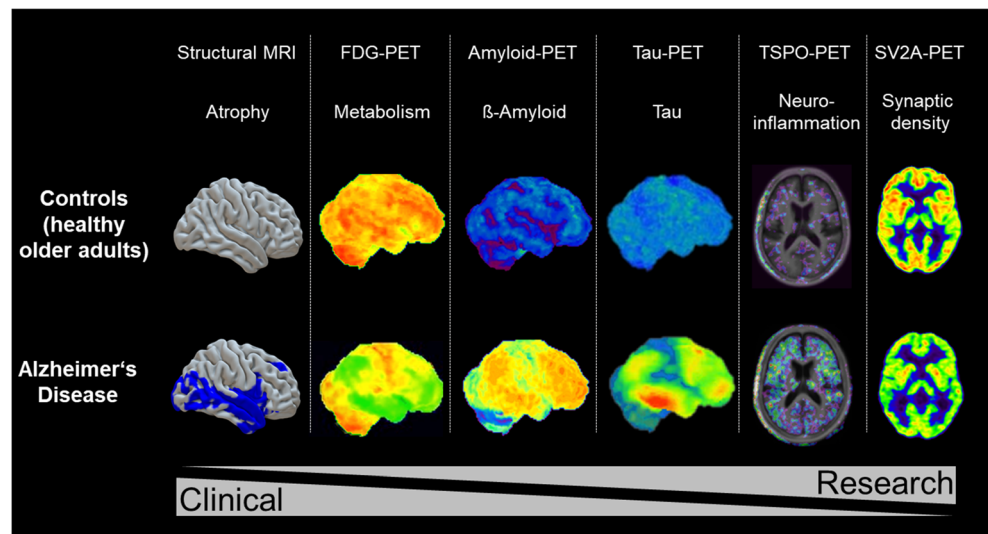 Structural MRI
FDG-PET
Amyloid-PET
Tau-PET
TSPO-PET
SV2A-PET
Atrophy
Metabolism
ß-Amyloid
Tau
Neuro-
inflammation
Synaptic
density
Controls
(healthy
older adults)
Alzheimer‘s
Disease
Clinical
Research